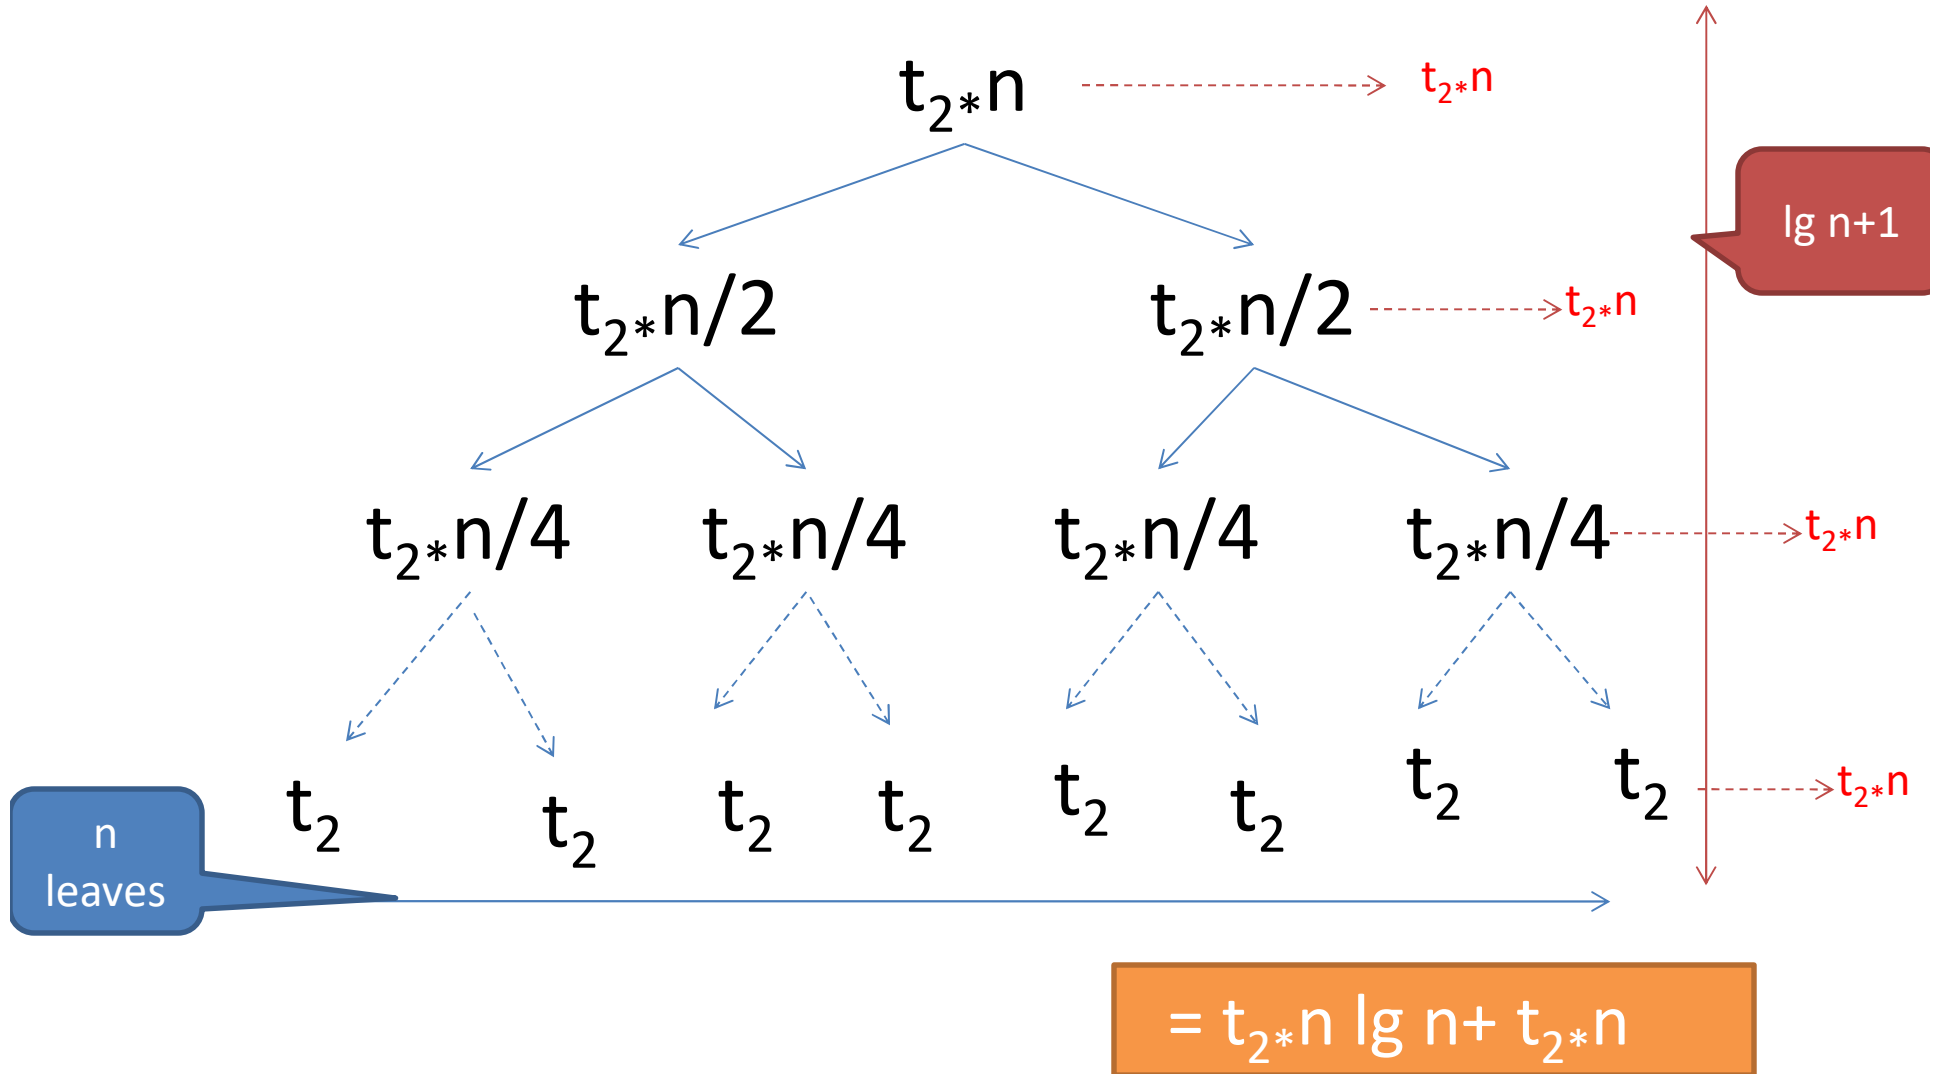 t₂*n t₂*n
lg n+1
t₂*n/2 t₂*n/2 t₂*n
t₂*n/4 t₂*n/4 t₂*n/4 t₂*n/4 t₂*n
t₂ t₂ t₂ t₂ t₂ t₂ t₂ t₂ t₂*n
n
leaves
= t₂*n lg n+ t₂*n